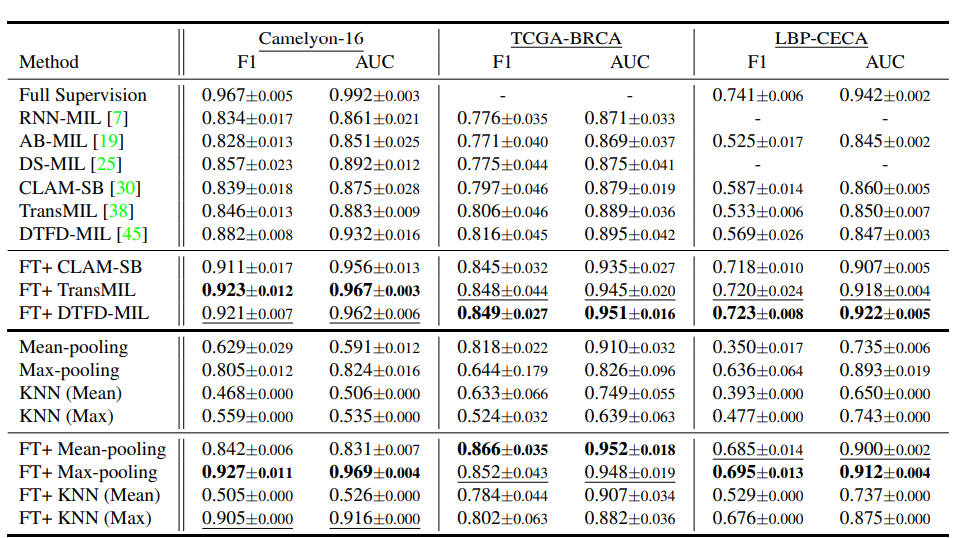 Camelyon-16 TCGA-BRCA LBP-CECA
Method F1 AUC F1 AUC F1 AUC
Full Supervision 0.967±0.005 0.992±0.003 - - 0.741±0.006 0.942±0.002
RNN-MIL [7] 0.834±0.017 0.861±0.021 0.776±0.035 0.871±0.033 - -
AB-MIL [19] 0.828±0.013 0.851±0.025 0.771±0.040 0.869±0.037 0.525±0.017 0.845±0.002
DS-MIL [25] 0.857±0.023 0.892±0.012 0.775±0.044 0.875±0.041 - -
CLAM-SB [30] 0.839±0.018 0.875±0.028 0.797±0.046 0.879±0.019 0.587±0.014 0.860±0.005
TransMIL [38] 0.846±0.013 0.883±0.009 0.806±0.046 0.889±0.036 0.533±0.006 0.850±0.007
DTFD-MIL [45] 0.882±0.008 0.932±0.016 0.816±0.045 0.895±0.042 0.569±0.026 0.847±0.003
FT+ CLAM-SB 0.911±0.017 0.956±0.013 0.845±0.032 0.935±0.027 0.718±0.010 0.907±0.005
FT+ TransMIL 0.923±0.012 0.967±0.003 0.848±0.044 0.945±0.020 0.720±0.024 0.918±0.004
FT+ DTFD-MIL 0.921±0.007 0.962±0.006 0.849±0.027 0.951±0.016 0.723±0.008 0.922±0.005
Mean-pooling 0.629±0.029 0.591±0.012 0.818±0.022 0.910±0.032 0.350±0.017 0.735±0.006
Max-pooling 0.805±0.012 0.824±0.016 0.644±0.179 0.826±0.096 0.636±0.064 0.893±0.019
KNN (Mean) 0.468±0.000 0.506±0.000 0.633±0.066 0.749±0.055 0.393±0.000 0.650±0.000
KNN (Max) 0.559±0.000 0.535±0.000 0.524±0.032 0.639±0.063 0.477±0.000 0.743±0.000
FT+ Mean-pooling 0.842±0.006 0.831±0.007 0.866±0.035 0.952±0.018 0.685±0.014 0.900±0.002
FT+ Max-pooling 0.927±0.011 0.969±0.004 0.852±0.043 0.948±0.019 0.695±0.013 0.912±0.004
FT+ KNN (Mean) 0.505±0.000 0.526±0.000 0.784±0.044 0.907±0.034 0.529±0.000 0.737±0.000
FT+ KNN (Max) 0.905±0.000 0.916±0.000 0.802±0.063 0.882±0.036 0.676±0.000 0.875±0.000